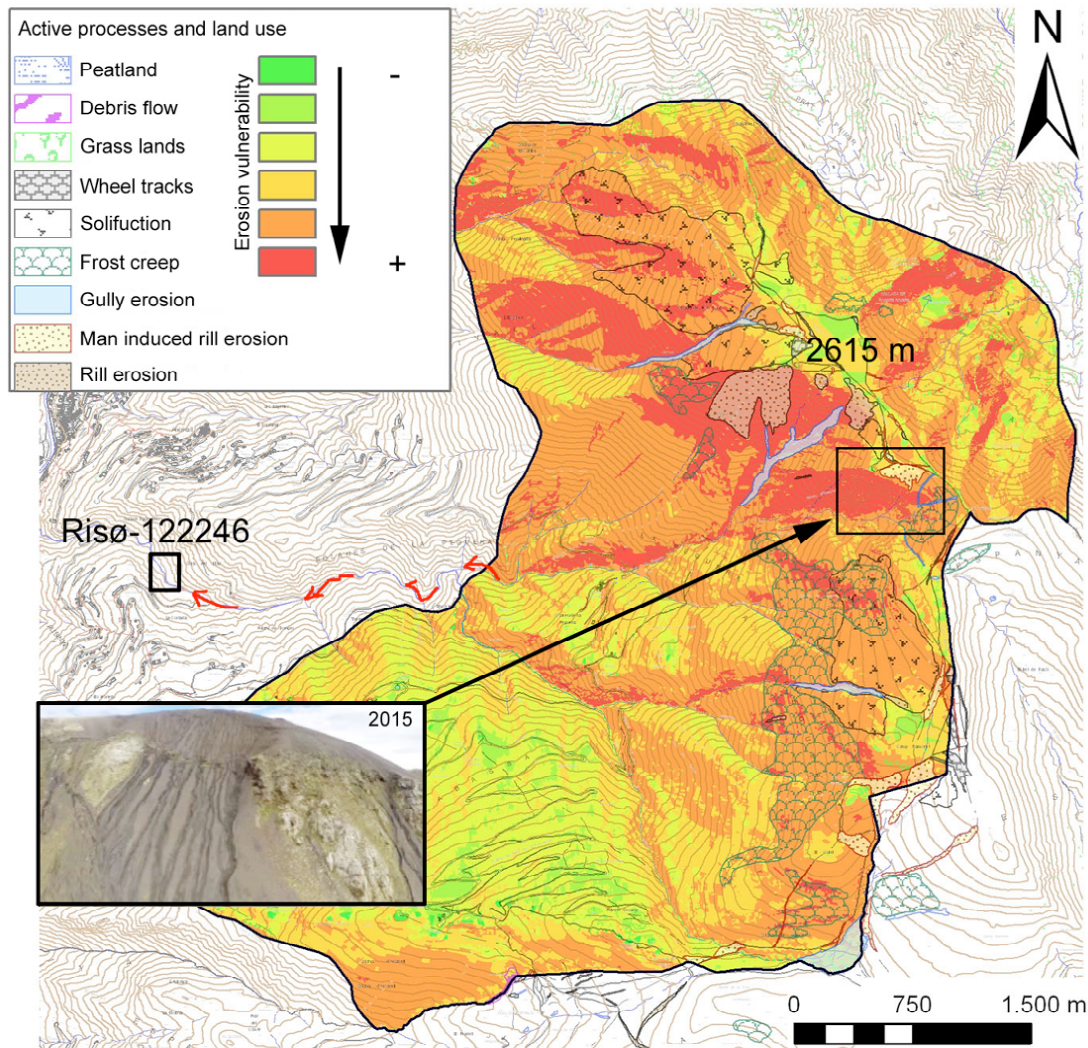 Active processes and land use
Peatland
Debris flow
Grass lands
Wheel tracks
Solifuction
Frost creep
Gully erosion
Man induced rill erosion
Rill erosion
Erosion vulnerability
-
+
N
2615 m
Risø-122246
2015
0 750 1.500 m